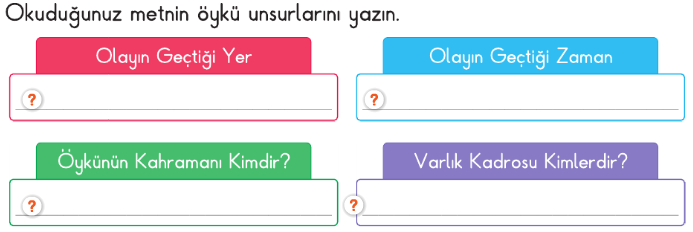 Okuduğunuz metnin öykü unsurlarını yazın.
Olayın Geçtiği Yer
Olayın Geçtiği Zaman
?
?
Öykünün Kahramanı Kimdir?
Varlık Kadrosu Kimlerdir?
?
?